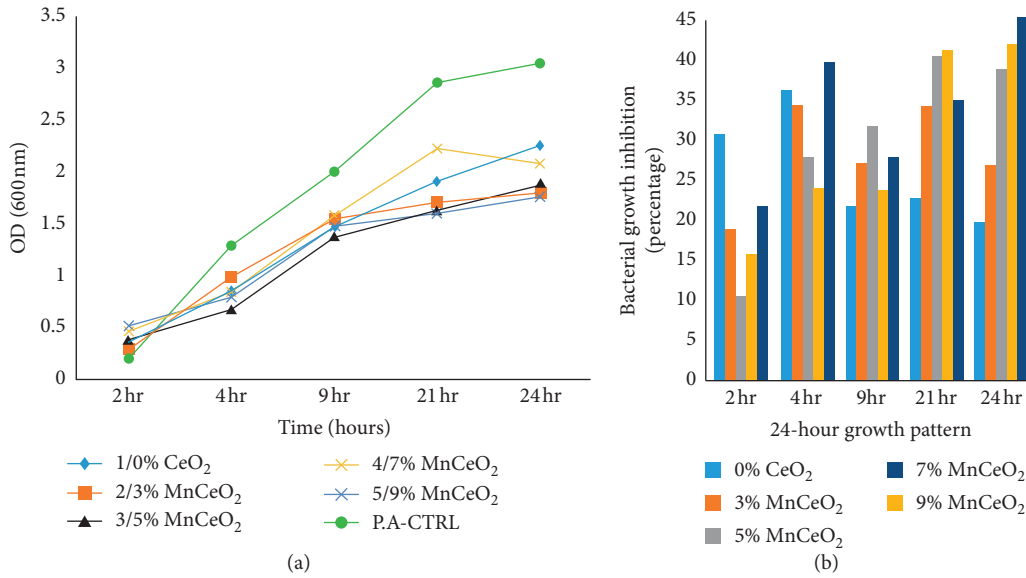 3.5
3
2.5
2
1.5
1
0.5
0
OD (600 nm)
2 hr 4 hr 9 hr 21 hr 24 hr
Time (hours)
1/0% CeO₂
2/3% MnCeO₂
3/5% MnCeO₂
4/7% MnCeO₂
5/9% MnCeO₂
P.A-CTRL
(a)
45
40
35
30
25
20
15
10
5
0
Bacterial growth inhibition
(percentage)
2 hr 4 hr 9 hr 21 hr 24 hr
24-hour growth pattern
0% CeO₂
3% MnCeO₂
5% MnCeO₂
7% MnCeO₂
9% MnCeO₂
(b)